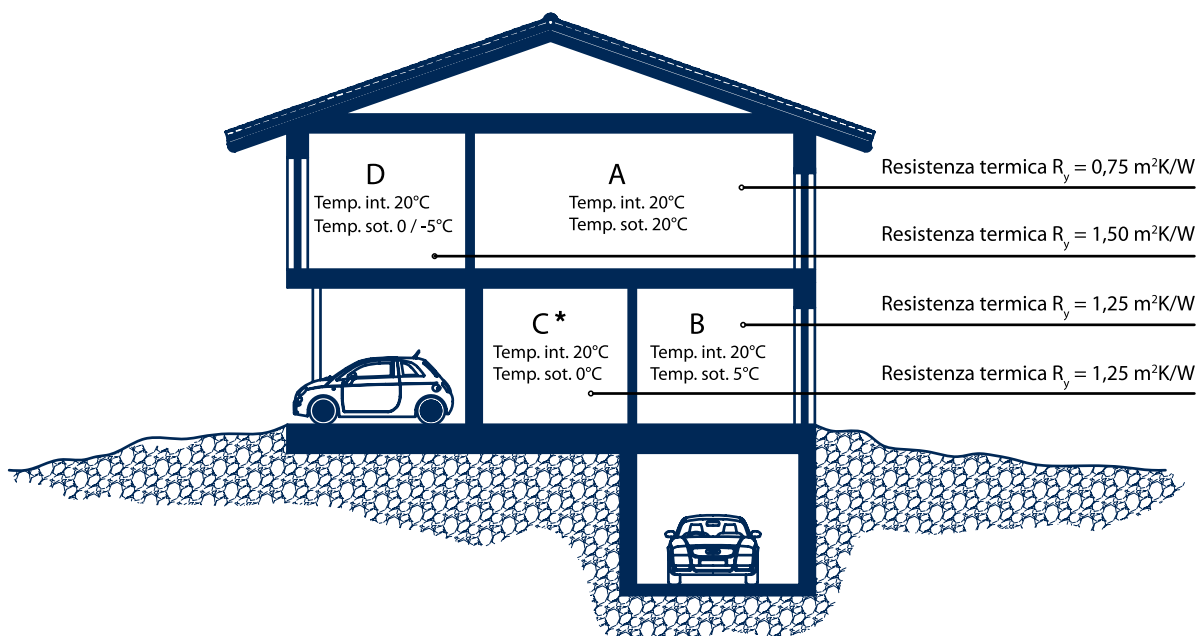 D
Temp. int. 20°C
Temp. sot. 0 / -5°C
A
Temp. int. 20°C
Temp. sot. 20°C
Resistenza termica Ry = 0,75 m²K/W
Resistenza termica Ry = 1,50 m²K/W
C*
Temp. int. 20°C
Temp. sot. 0°C
B
Temp. int. 20°C
Temp. sot. 5°C
Resistenza termica Ry = 1,25 m²K/W
Resistenza termica Ry = 1,25 m²K/W